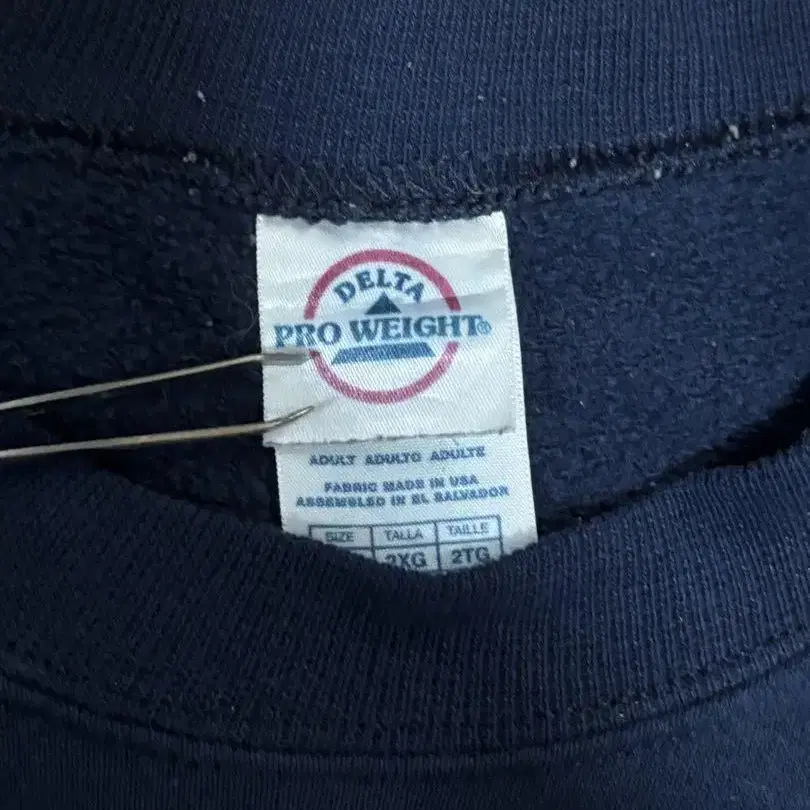 DELTA
PRO WEIGHT®
ADULT ADULTO ADULTE
FABRIC MADE IN USA
ASSEMBLED IN EL SALVADOR
SIZE TALLA TAILLE
2XG 2TG